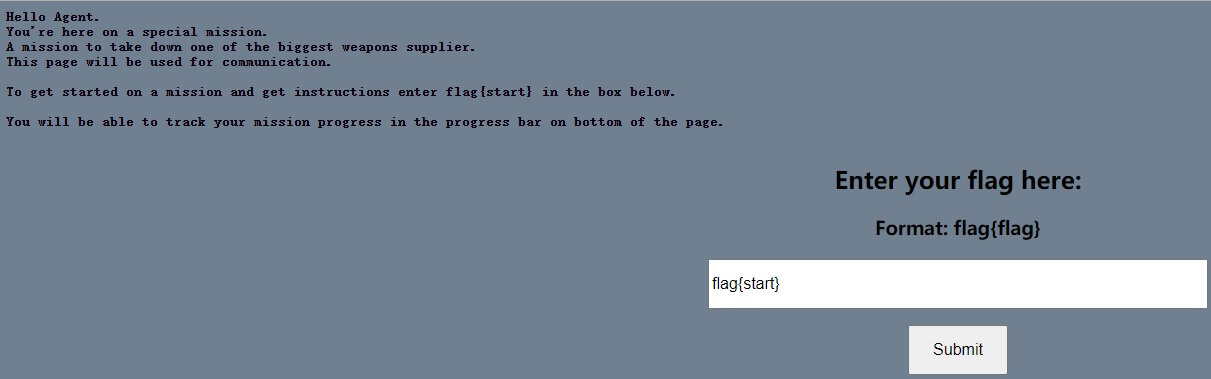 Hello Agent.
You're here on a special mission.
A mission to take down one of the biggest weapons supplier.
This page will be used for communication.
To get started on a mission and get instructions enter flag{start} in the box below.
You will be able to track your mission progress in the progress bar on bottom of the page.
Enter your flag here:
Format: flag{flag}
flag{start}
Submit